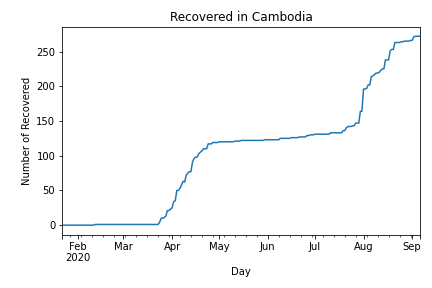 Recovered in Cambodia
Number of Recovered
250
200
150
100
50
0
Feb Mar Apr May Jun Jul Aug Sep
2020
Day